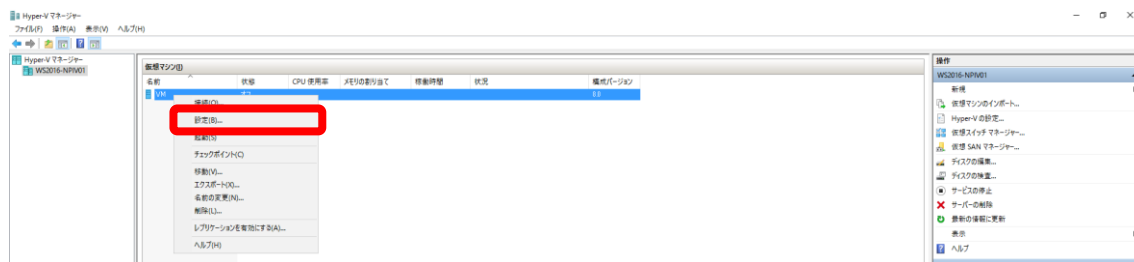 Hyper-V マネージャー
ファイル(F) 操作(A) 表示(V) ヘルプ(H)
Hyper-V マネージャー
WS2016-NPIV01
仮想マシン(I)
名前 状態 CPU 使用率 メモリの割り当て 稼働時間 状況 構成バージョン
VM オフ 8.0
接続(O)...
設定(B)...
起動(S)
チェックポイント(C)
移動(V)...
エクスポート(X)...
名前の変更(N)...
削除(L)...
レプリケーションを有効にする(A)...
ヘルプ(H)
操作
WS2016-NPIV01
新規
仮想マシンのインポート...
Hyper-V の設定...
仮想スイッチ マネージャー...
仮想 SAN マネージャー...
ディスクの編集...
ディスクの検査...
サービスの停止
サーバーの削除
最新の情報に更新
表示
ヘルプ